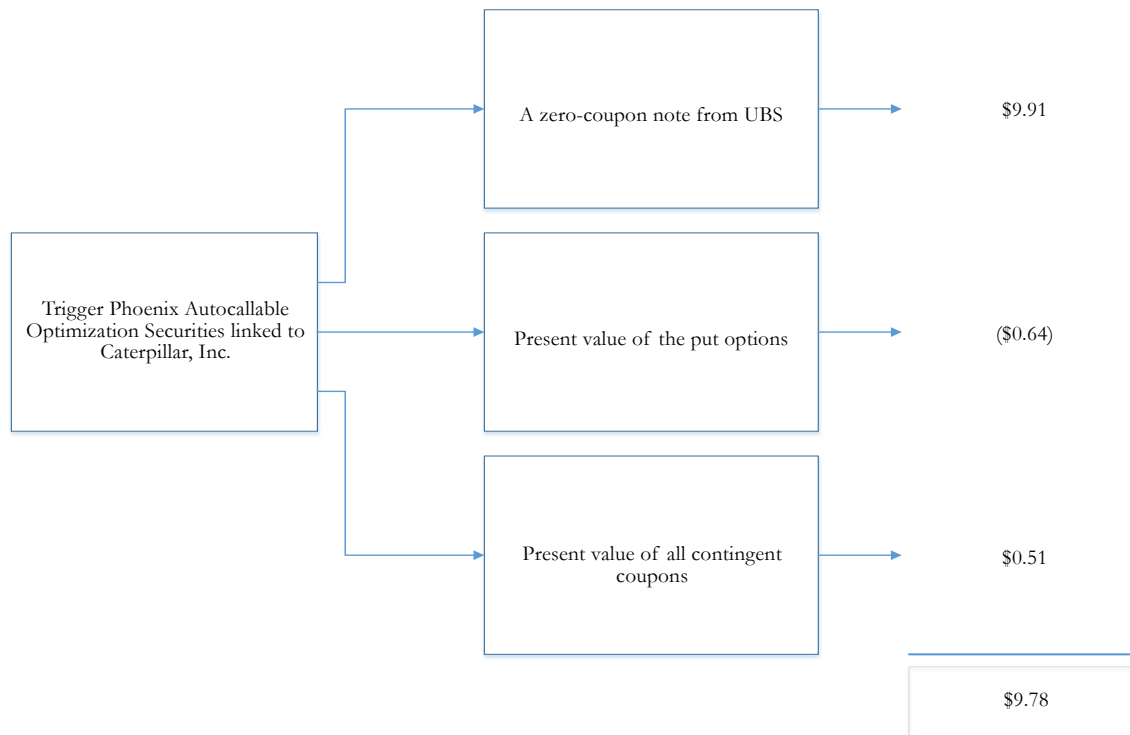 A zero-coupon note from UBS
$9.91
Trigger Phoenix Autocallable
Optimization Securities linked to
Caterpillar, Inc.
Present value of the put options
($0.64)
Present value of all contingent
coupons
$0.51
$9.78